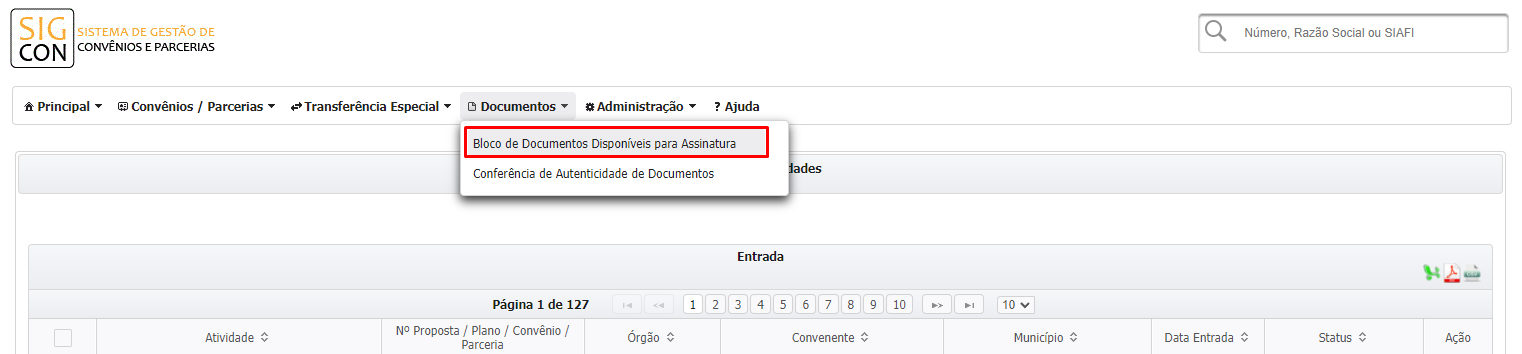 SIG
CON
SISTEMA DE GESTÃO DE
CONVÊNIOS E PARCERIAS
Número, Razão Social ou SIAFI
Principal
Convênios / Parcerias
Transferência Especial
Documentos
Administração
? Ajuda
Bloco de Documentos Disponíveis para Assinatura
Conferência de Autenticidade de Documentos
dades
Entrada
Página 1 de 127
1 2 3 4 5 6 7 8 9 10
10
Atividade
Nº Proposta / Plano / Convênio /
Parceria
Órgão
Convenente
Município
Data Entrada
Status
Ação